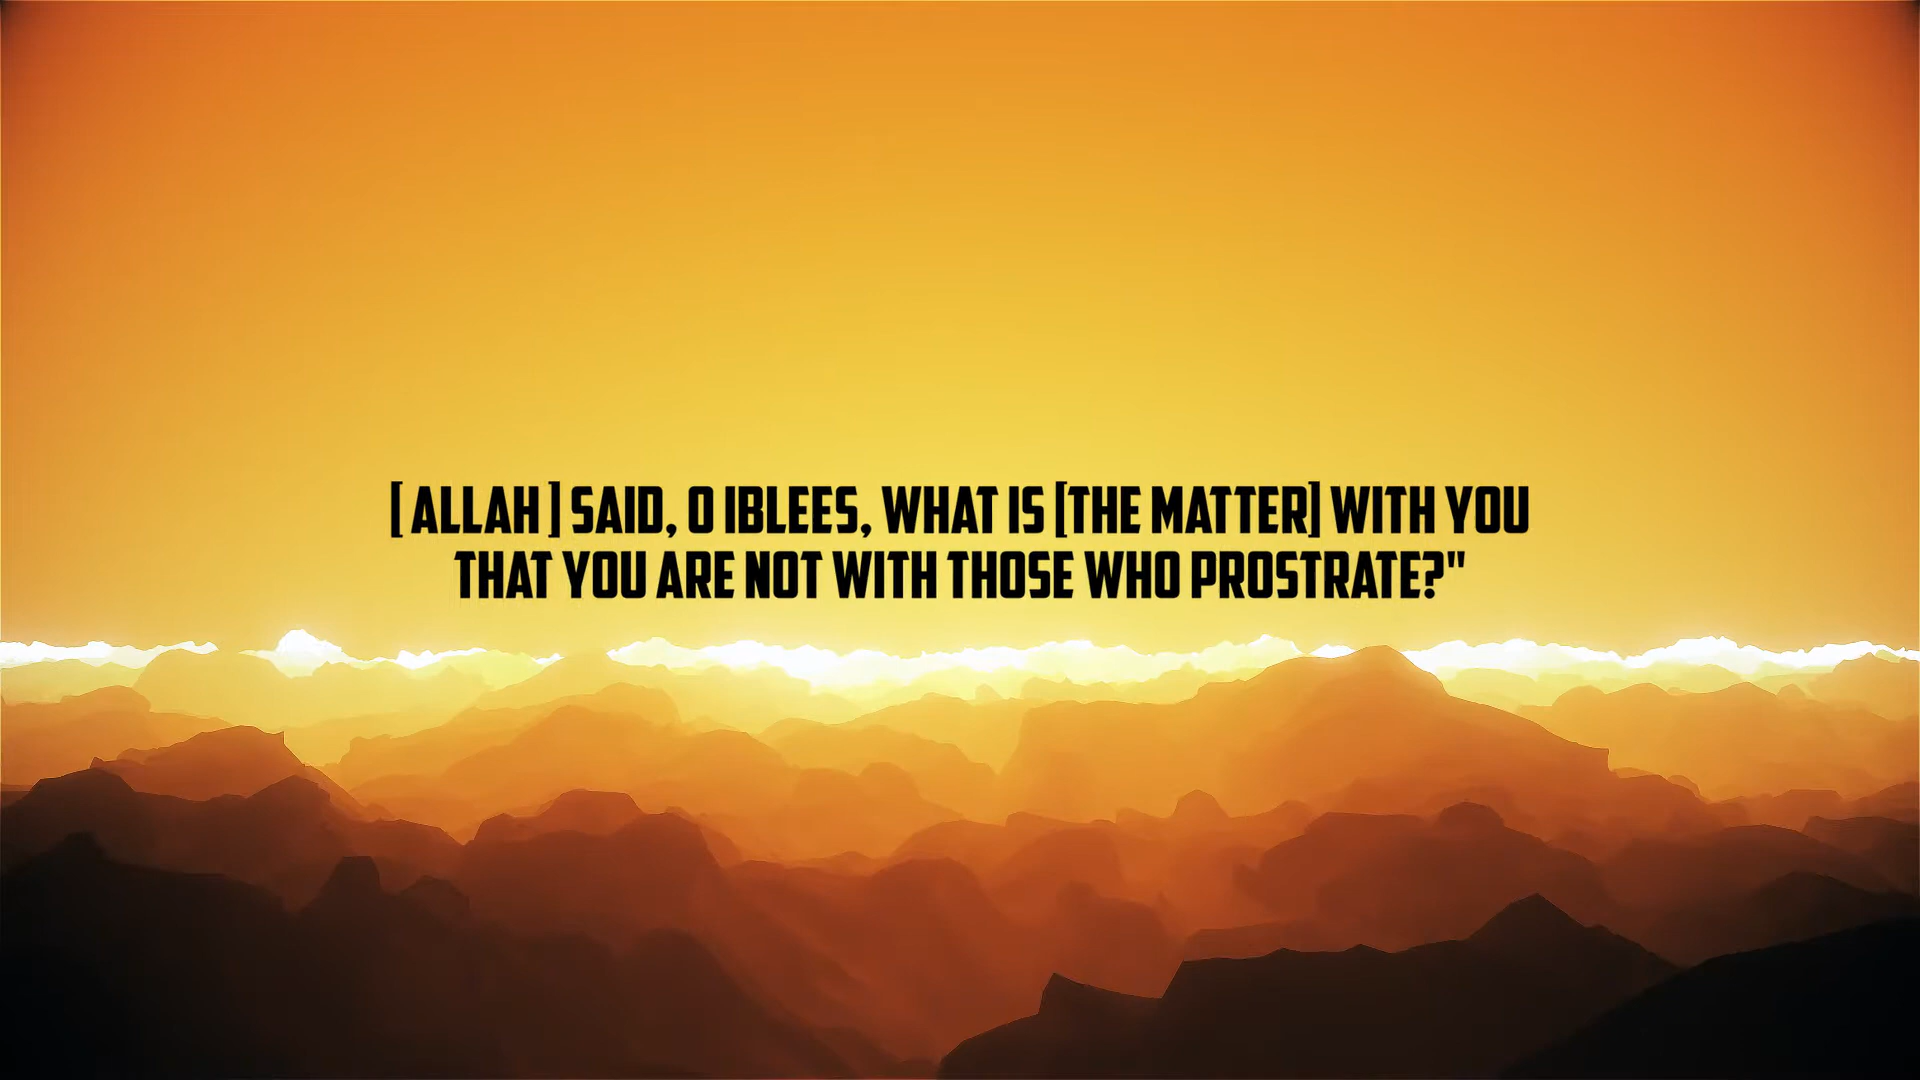 [ ALLAH ] SAID, O IBLEES, WHAT IS [THE MATTER] WITH YOU
THAT YOU ARE NOT WITH THOSE WHO PROSTRATE?"